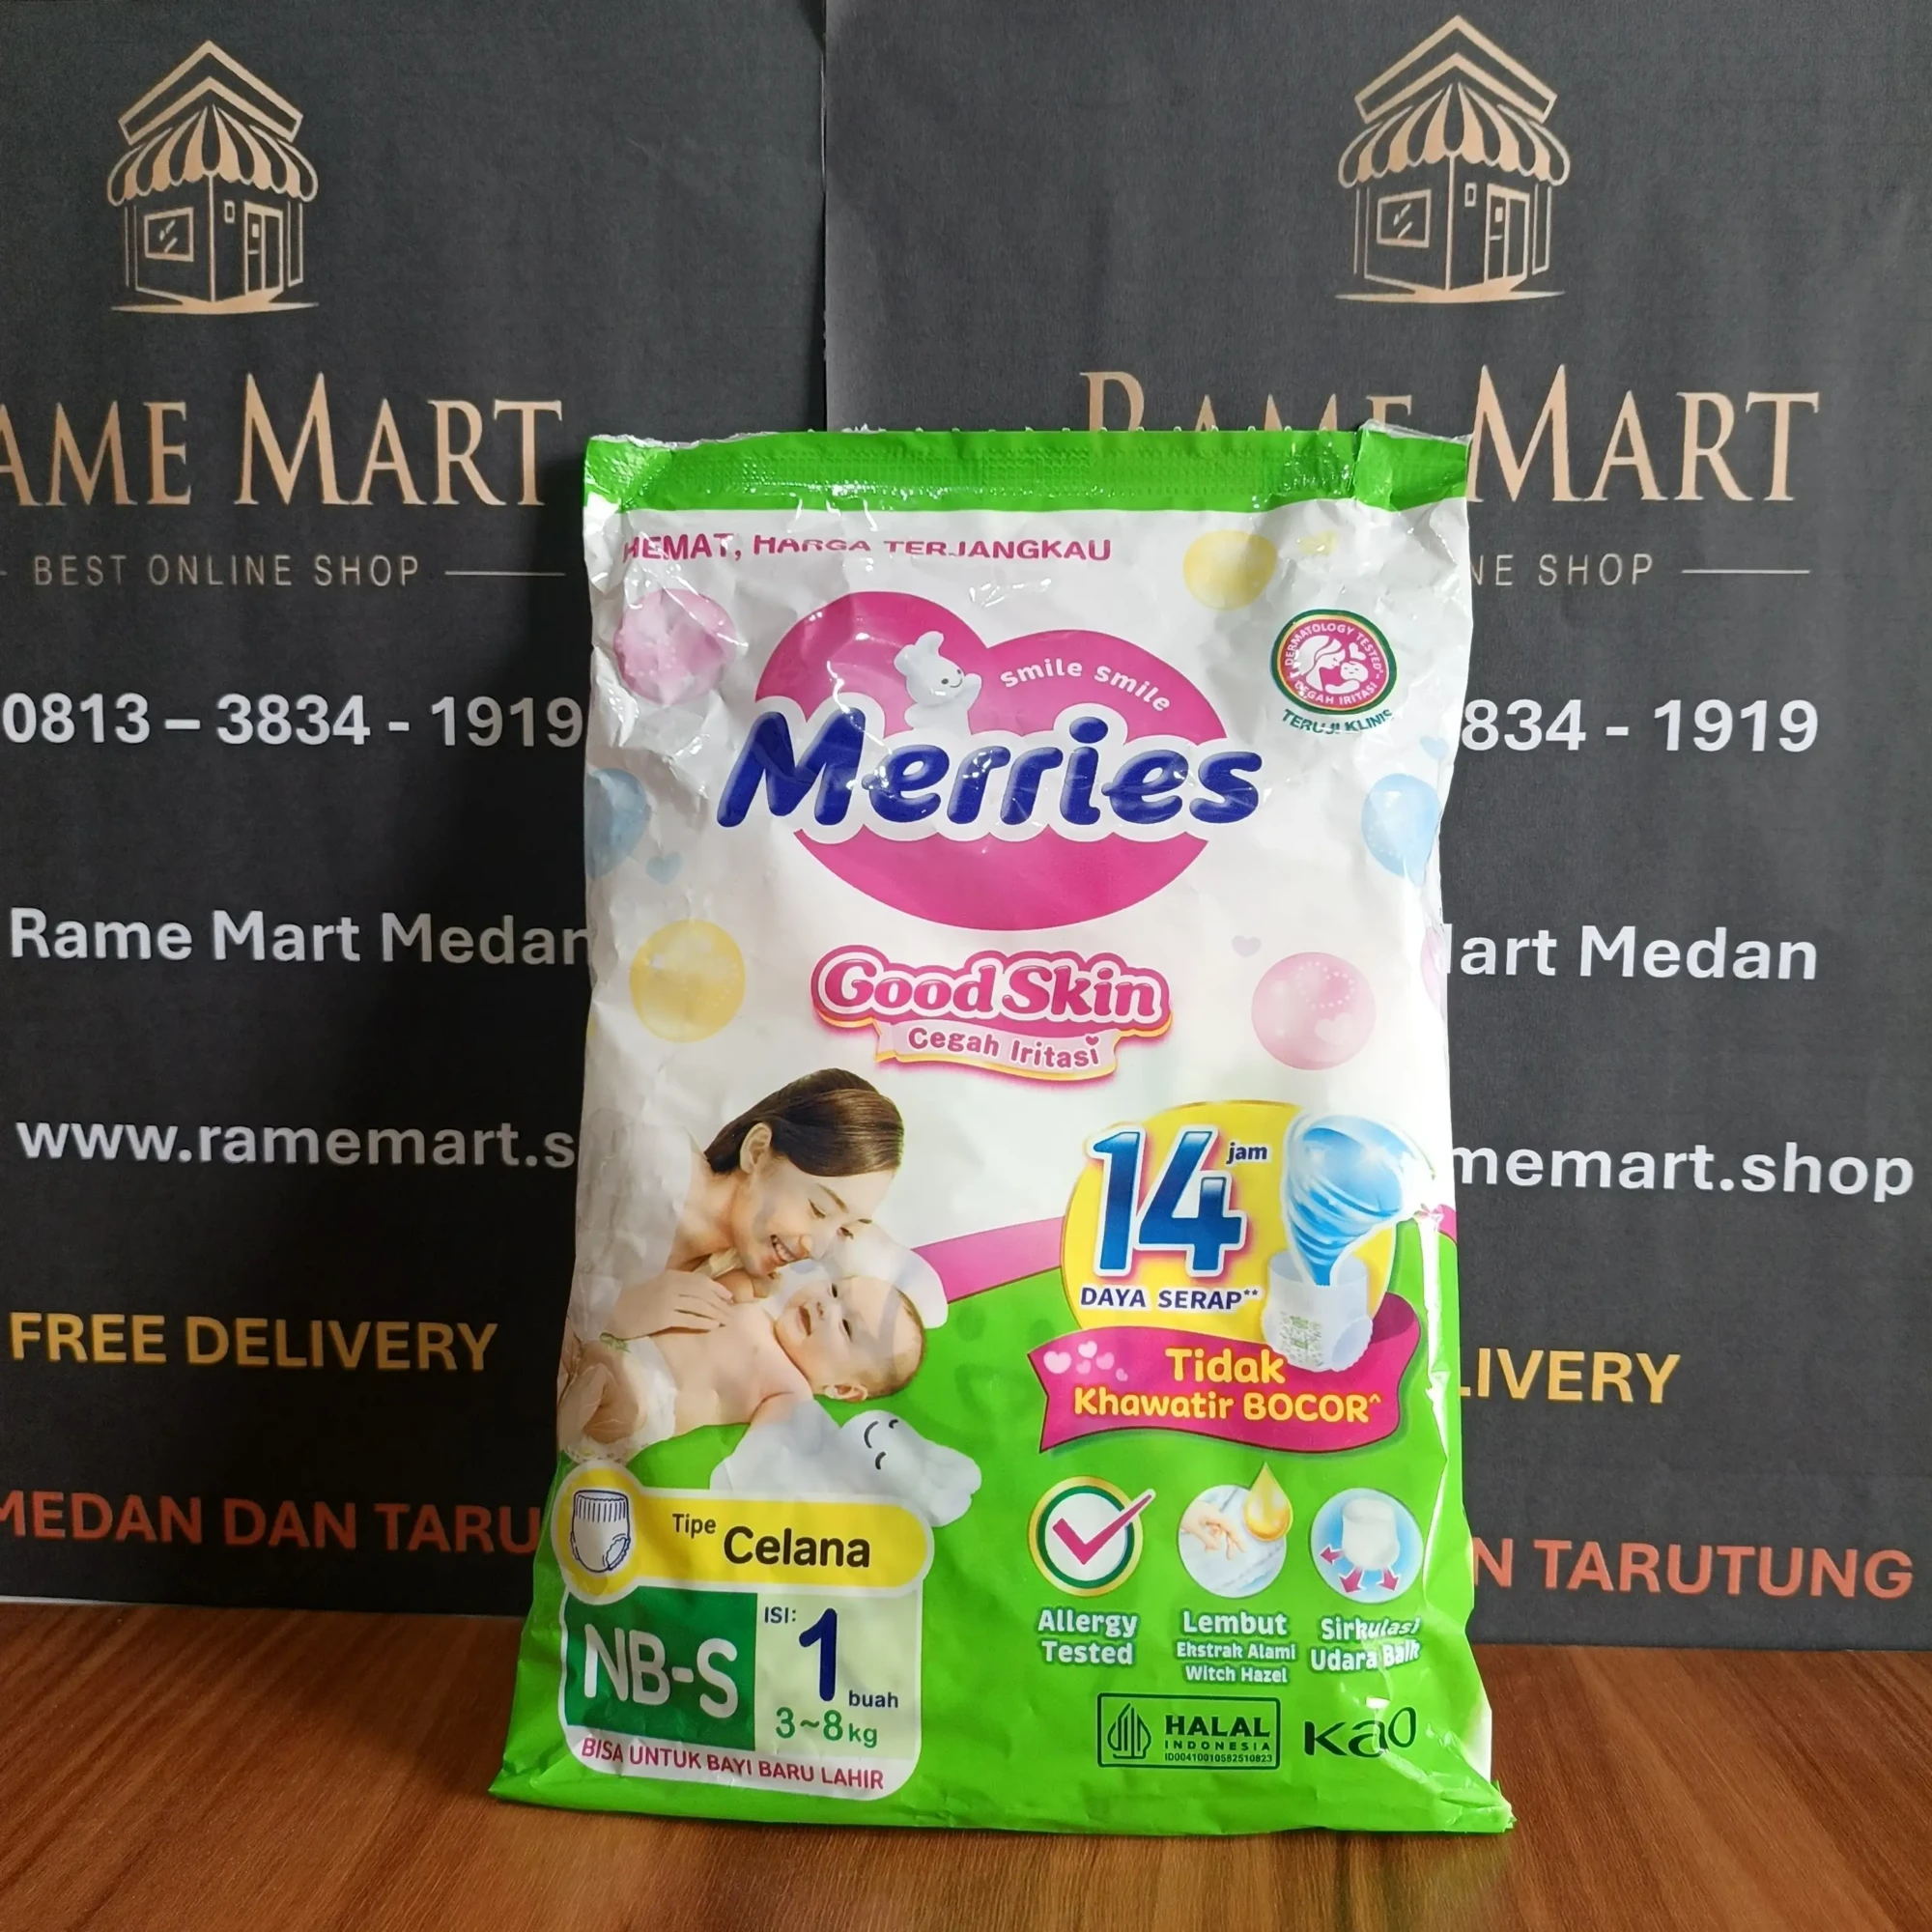 AME MART
BEST ONLINE SHOP
0813 – 3834 - 1919
Rame Mart Medan
www.ramemart.s
FREE DELIVERY
MEDAN DAN TARU
RAME MART
NE SHOP
834 - 1919
art Medan
memart.shop
LIVERY
N TARUTUNG
HEMAT, HARGA TERJANGKAU
smile smile
Merries
DERMATOLOGY TESTED
CEGAH IRITASI
TERUJI KLINIS
Good Skin
Cegah Iritasi
14 jam
DAYA SERAP**
Tidak
Khawatir BOCOR^
Tipe Celana
NB-S
ISI:
1 buah
3~8 kg
BISA UNTUK BAYI BARU LAHIR
Allergy
Tested
Lembut
Ekstrak Alami
Witch Hazel
Sirkulasi
Udara Baik
HALAL
INDONESIA
ID00410010582510823
Kao